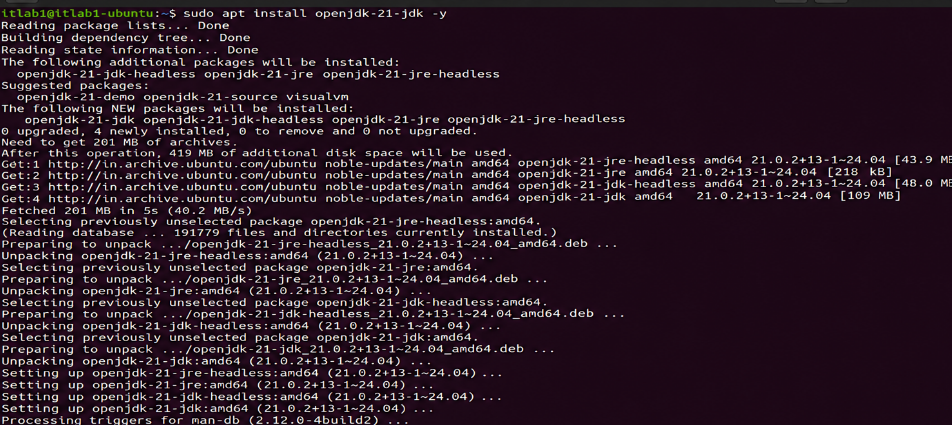 itlab1@itlab1-ubuntu:~$ sudo apt install openjdk-21-jdk -y
Reading package lists... Done
Building dependency tree... Done
Reading state information... Done
The following additional packages will be installed:
  openjdk-21-jdk-headless openjdk-21-jre openjdk-21-jre-headless
Suggested packages:
  openjdk-21-demo openjdk-21-source visualvm
The following NEW packages will be installed:
   openjdk-21-jdk openjdk-21-jdk-headless openjdk-21-jre openjdk-21-jre-headless
0 upgraded, 4 newly installed, 0 to remove and 0 not upgraded.
Need to get 201 MB of archives.
After this operation, 419 MB of additional disk space will be used.
Get:1 http://in.archive.ubuntu.com/ubuntu noble-updates/main amd64 openjdk-21-jre-headless amd64 21.0.2+13-1~24.04 [43.9 MB
Get:2 http://in.archive.ubuntu.com/ubuntu noble-updates/main amd64 openjdk-21-jre amd64 21.0.2+13-1~24.04 [218 kB]
Get:3 http://in.archive.ubuntu.com/ubuntu noble-updates/main amd64 openjdk-21-jdk-headless amd64 21.0.2+13-1~24.04 [48.0 MB
Get:4 http://in.archive.ubuntu.com/ubuntu noble-updates/main amd64 openjdk-21-jdk amd64  21.0.2+13-1~24.04 [109 MB]
Fetched 201 MB in 5s (40.2 MB/s)
Selecting previously unselected package openjdk-21-jre-headless:amd64.
(Reading database ... 191779 files and directories currently installed.)
Preparing to unpack .../openjdk-21-jre-headless_21.0.2+13-1~24.04_amd64.deb ...
Unpacking openjdk-21-jre-headless:amd64 (21.0.2+13-1~24.04) ...
Selecting previously unselected package openjdk-21-jre:amd64.
Preparing to unpack .../openjdk-21-jre_21.0.2+13-1~24.04_amd64.deb ...
Unpacking openjdk-21-jre:amd64 (21.0.2+13-1~24.04) ...
Selecting previously unselected package openjdk-21-jdk-headless:amd64.
Preparing to unpack .../openjdk-21-jdk-headless_21.0.2+13-1~24.04_amd64.deb ...
Unpacking openjdk-21-jdk-headless:amd64 (21.0.2+13-1~24.04) ...
Selecting previously unselected package openjdk-21-jdk:amd64.
Preparing to unpack .../openjdk-21-jdk_21.0.2+13-1~24.04_amd64.deb ...
Unpacking openjdk-21-jdk:amd64 (21.0.2+13-1~24.04) ...
Setting up openjdk-21-jre-headless:amd64 (21.0.2+13-1~24.04) ...
Setting up openjdk-21-jre:amd64 (21.0.2+13-1~24.04) ...
Setting up openjdk-21-jdk-headless:amd64 (21.0.2+13-1~24.04) ...
Setting up openjdk-21-jdk:amd64 (21.0.2+13-1~24.04) ...
Processing triggers for man-db (2.12.0-4build2) ...